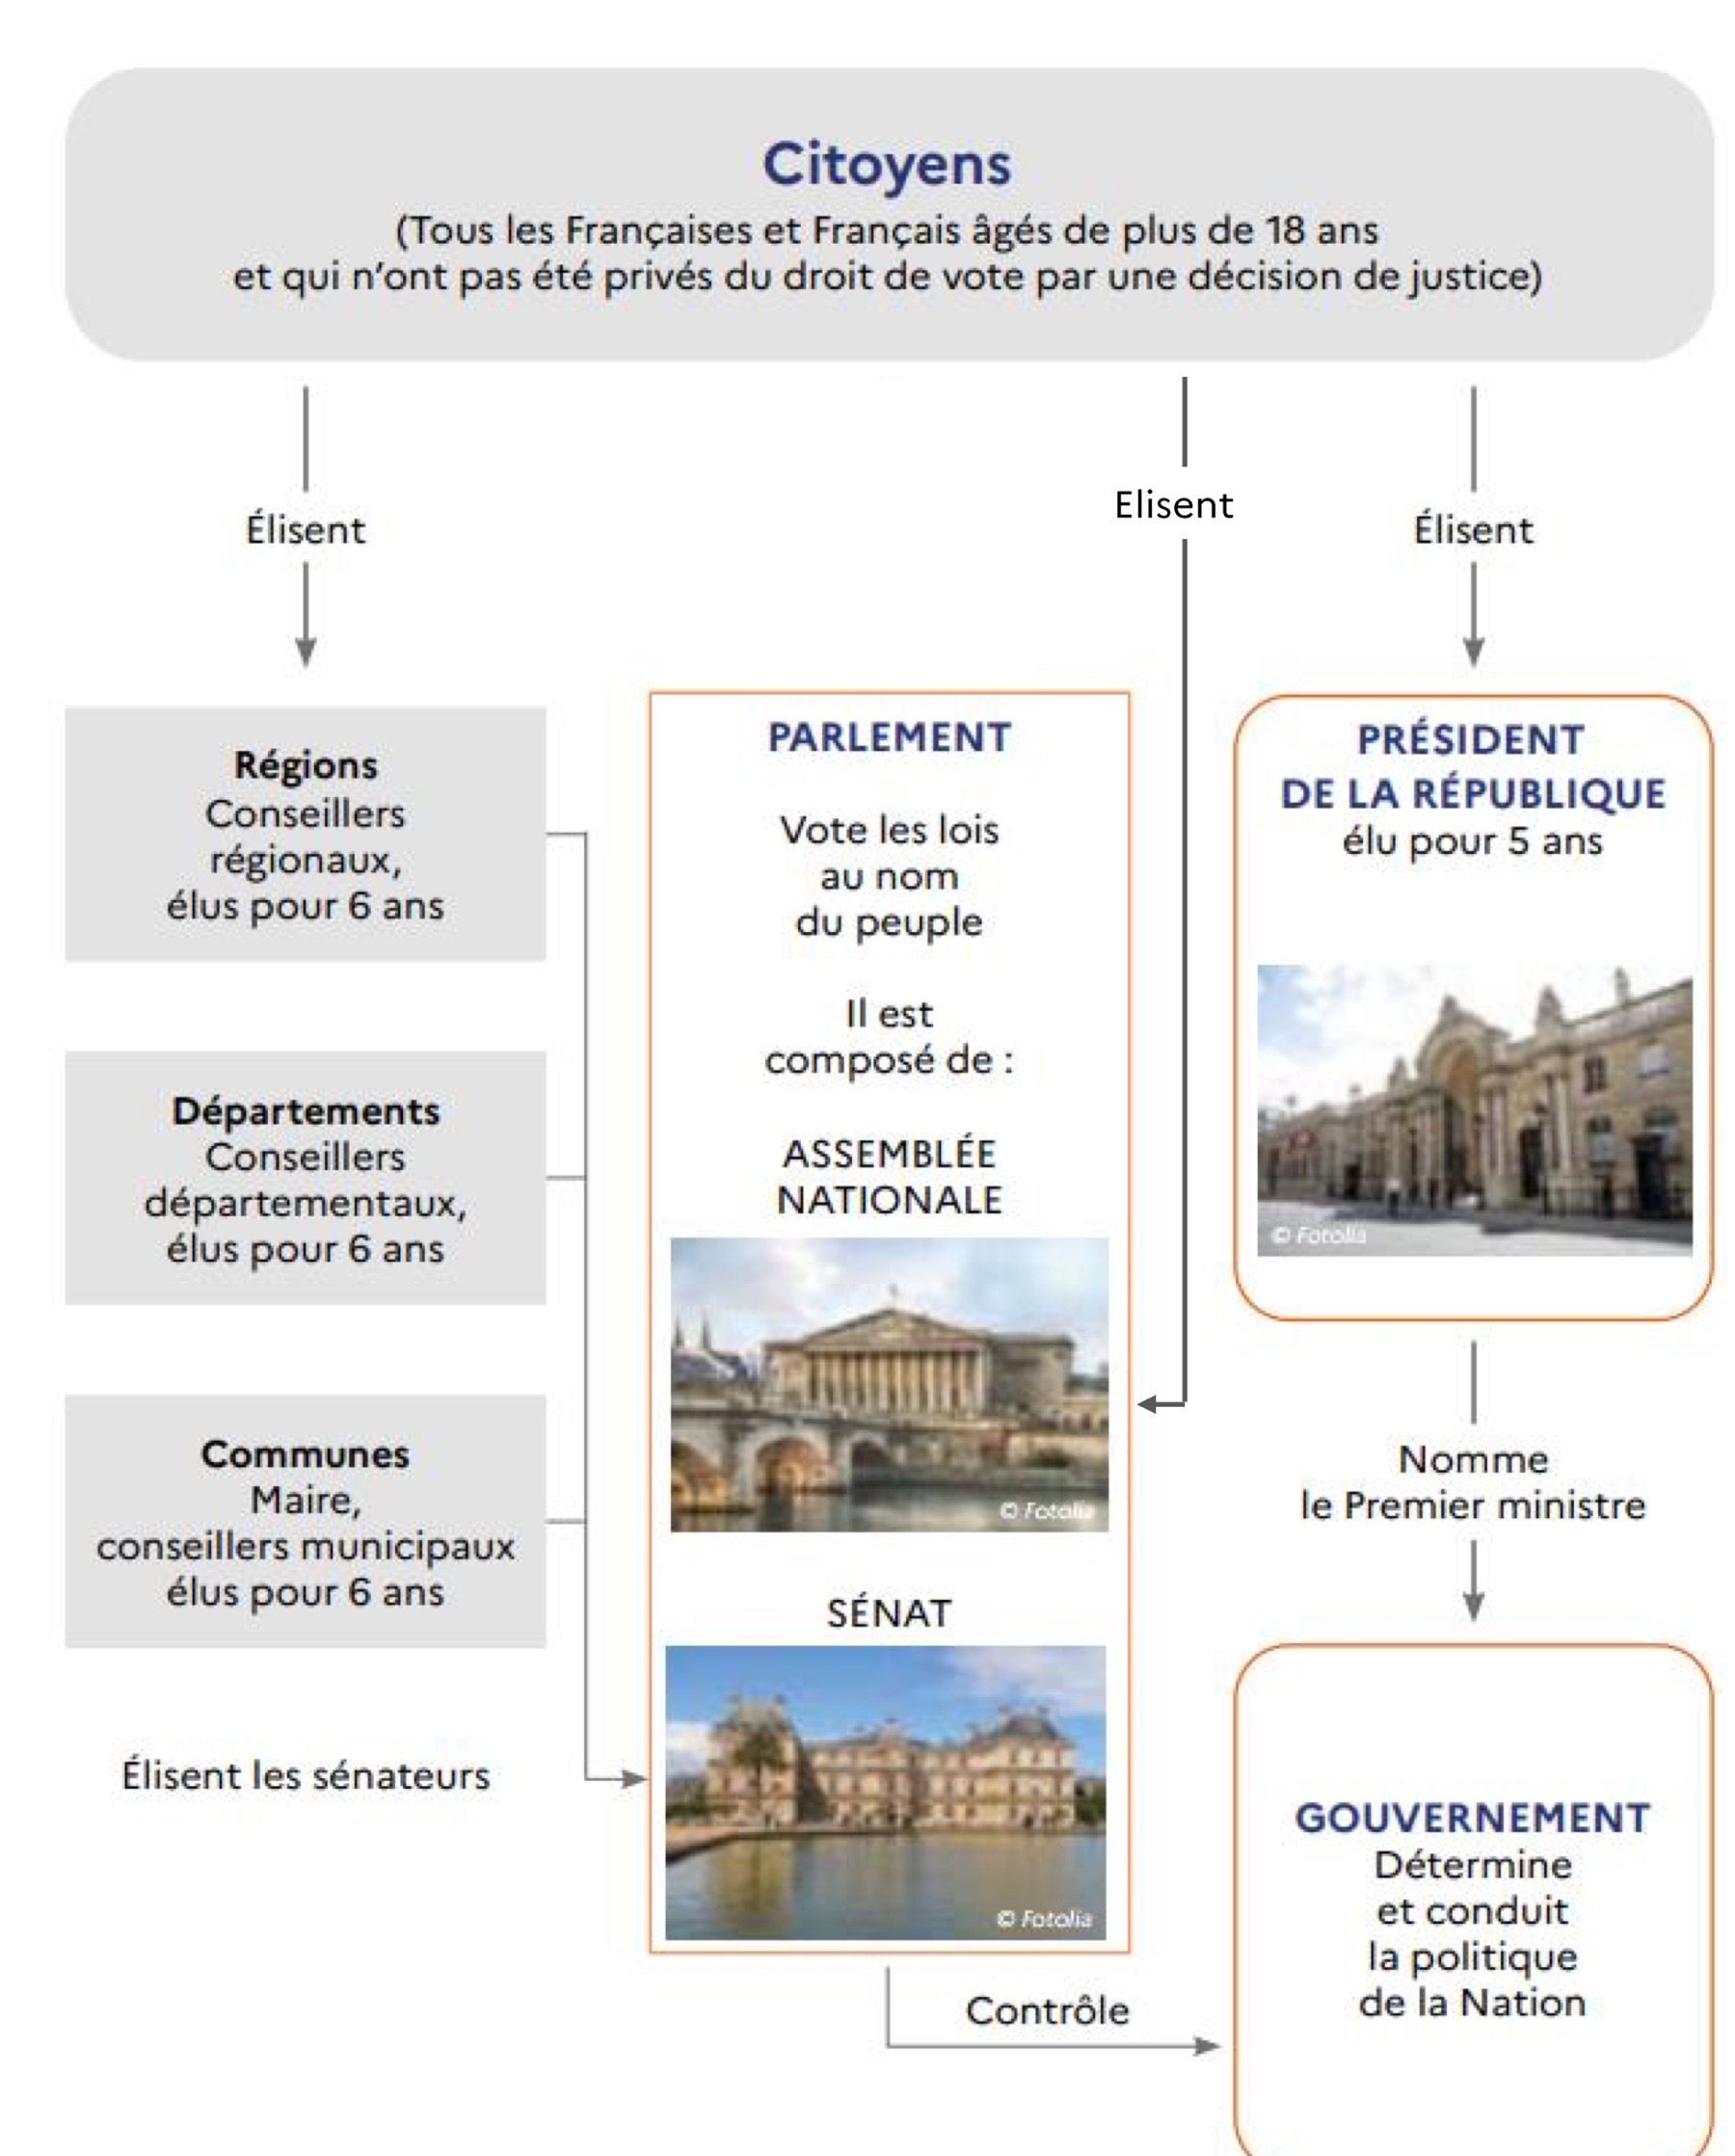 Citoyens
(Tous les Françaises et Français âgés de plus de 18 ans
et qui n'ont pas été privés du droit de vote par une décision de justice)
Élisent
Elisent
Élisent
Régions
Conseillers
régionaux,
élus pour 6 ans
Départements
Conseillers
départementaux,
élus pour 6 ans
Communes
Maire,
conseillers municipaux
élus pour 6 ans
Élisent les sénateurs
PARLEMENT
Vote les lois
au nom
du peuple
Il est
composé de :
ASSEMBLÉE
NATIONALE
© Fotolia
SÉNAT
© Fotolia
Contrôle
PRÉSIDENT
DE LA RÉPUBLIQUE
élu pour 5 ans
© Fotolia
Nomme
le Premier ministre
GOUVERNEMENT
Détermine
et conduit
la politique
de la Nation